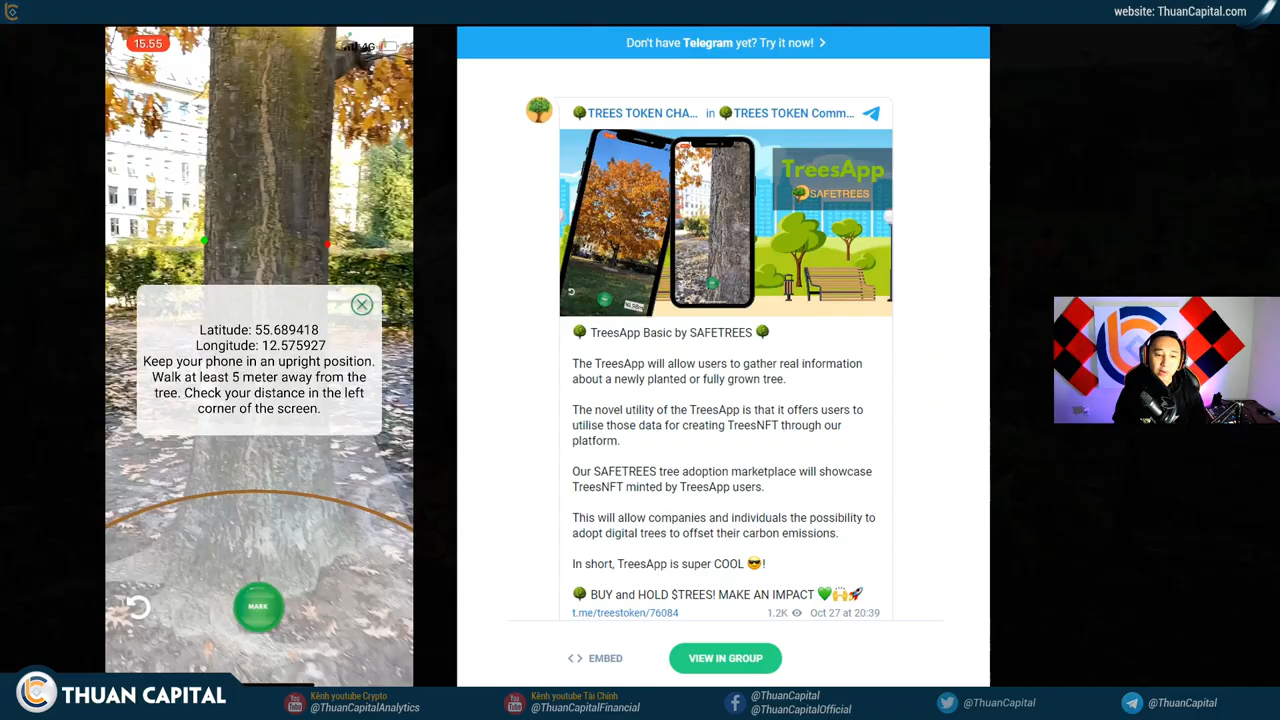 website: ThuanCapital.com
15.55
4G
Latitude: 55.689418
Longitude: 12.575927
Keep your phone in an upright position.
Walk at least 5 meter away from the
tree. Check your distance in the left
corner of the screen.
MARK
Don't have Telegram yet? Try it now!
TREES TOKEN CHA... in TREES TOKEN Comm...
TreesApp
SAFETREES
TreesApp Basic by SAFETREES
The TreesApp will allow users to gather real information
about a newly planted or fully grown tree.
The novel utility of the TreesApp is that it offers users to
utilise those data for creating TreesNFT through our
platform.
Our SAFETREES tree adoption marketplace will showcase
TreesNFT minted by TreesApp users.
This will allow companies and individuals the possibility to
adopt digital trees to offset their carbon emissions.
In short, TreesApp is super COOL 😎!
🌳 BUY and HOLD $TREES! MAKE AN IMPACT 💚🙌🚀
t.me/treestoken/76084 1.2K Oct 27 at 20:39
EMBED
VIEW IN GROUP
THUAN CAPITAL
Kênh youtube Crypto
@ThuanCapitalAnalytics
Kênh youtube Tài Chính
@ThuanCapitalFinancial
@ThuanCapital
@ThuanCapitalOfficial
@ThuanCapital
@ThuanCapital